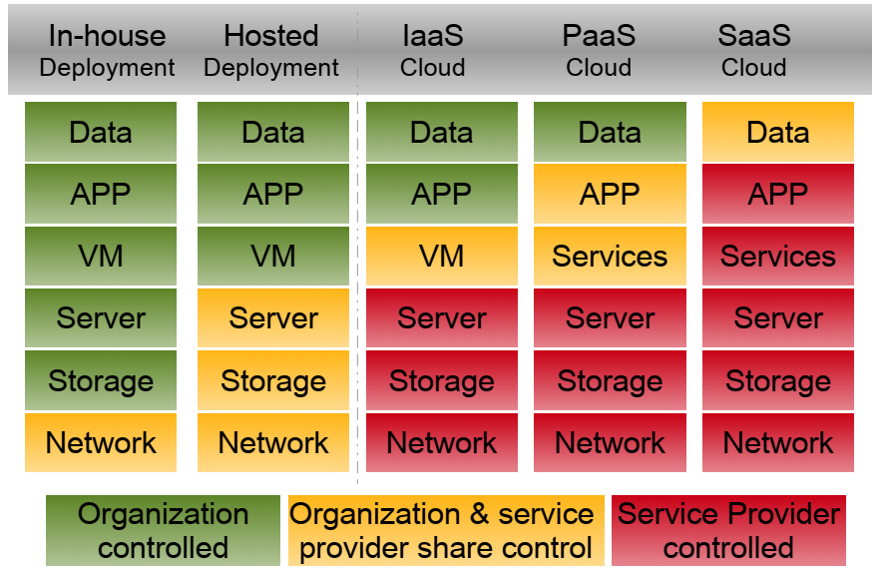 In-house Hosted IaaS PaaS SaaS
Deployment Deployment Cloud Cloud Cloud
Data Data Data Data Data
APP APP APP APP APP
VM VM VM Services Services
Server Server Server Server Server
Storage Storage Storage Storage Storage
Network Network Network Network Network
Organization Organization & service Service Provider
controlled provider share control controlled